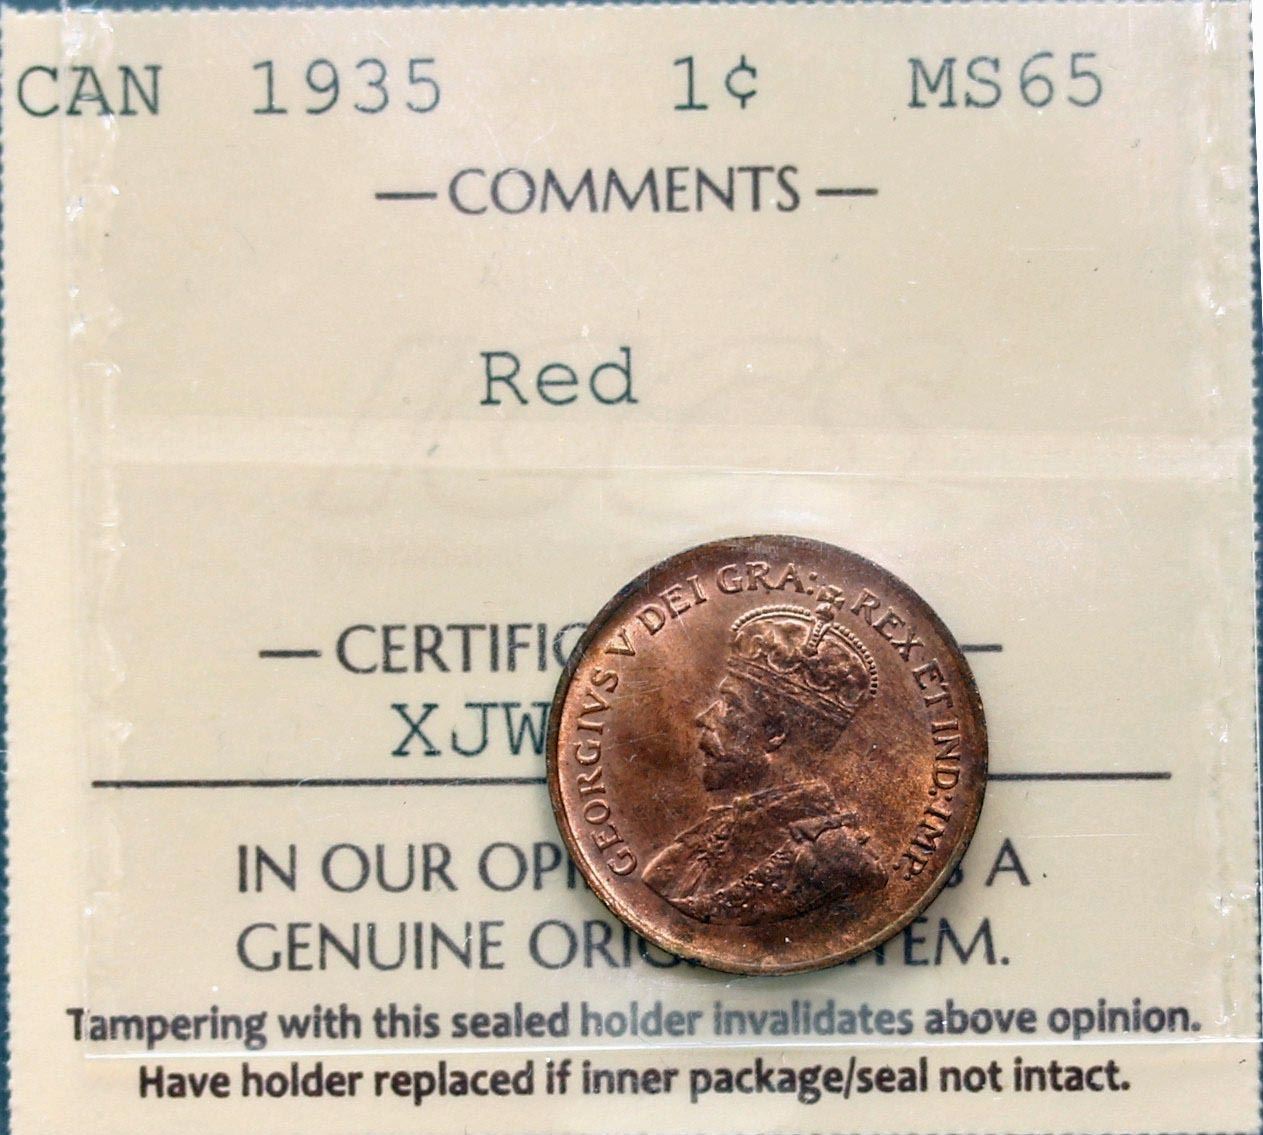 CAN 1935 1¢ MS65
— COMMENTS —
Red
— CERTIFIC —
XJW
IN OUR OPI A
GENUINE ORIG EM.
Tampering with this sealed holder invalidates above opinion.
Have holder replaced if inner package/seal not intact.
GEORGIVS V DEI GRA: REX ET IND: IMP.